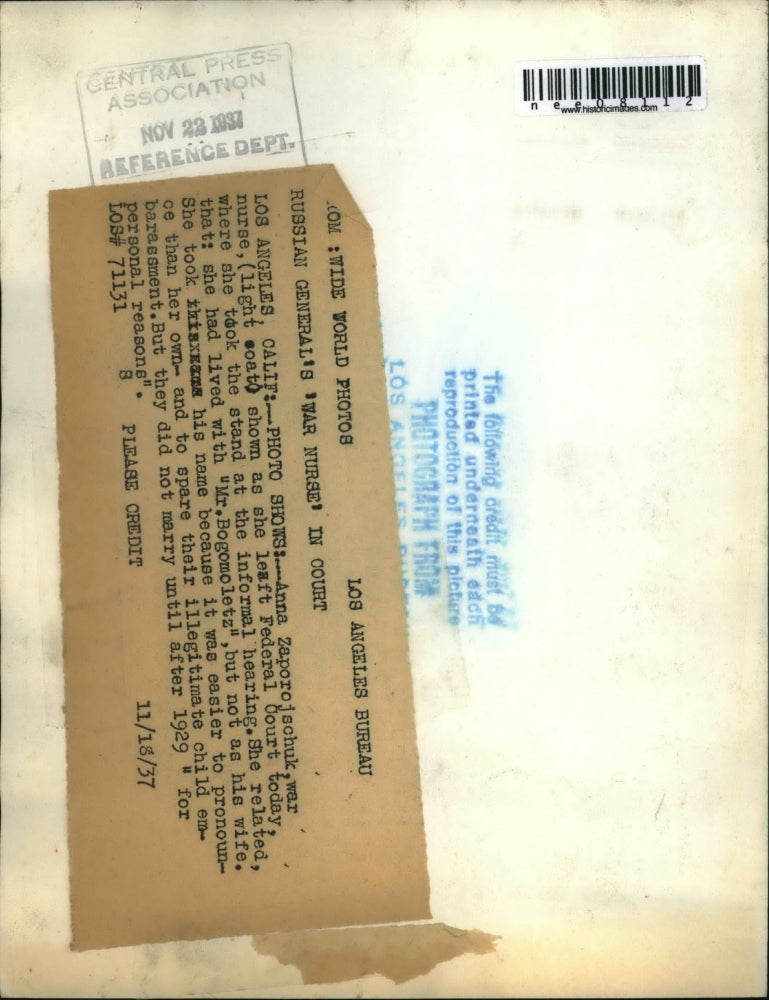 CENTRAL PRESS
ASSOCIATION
NOV 22 1937
REFERENCE DEPT.
n e e 0 8 1 1 2
www.historicimages.com
The following credit must be
printed underneath each
reproduction of this picture
PHOTOGRAPH FROM
LOS ANGELES
.OM :WIDE WORLD PHOTOS LOS ANGELES BUREAU
RUSSIAN GENERAL'S 'WAR NURSE' IN COURT
LOS ANGELES, CALIF:--PHOTO SHOWS:--Anna Zaporojschuk,war
nurse,(light coat) shown as she left Federal Court today,
where she took the stand at the informal hearing.She related,
that: she had lived with "Mr.Bogomoletz",but not as his wife.
She took his name because it was easier to pronoun-
ce than her own- and to spare their illegitimate child em-
barassment.But they did not marry until after 1929 " for
personal reasons".
LOS# 71131 S PLEASE CREDIT 11/18/37